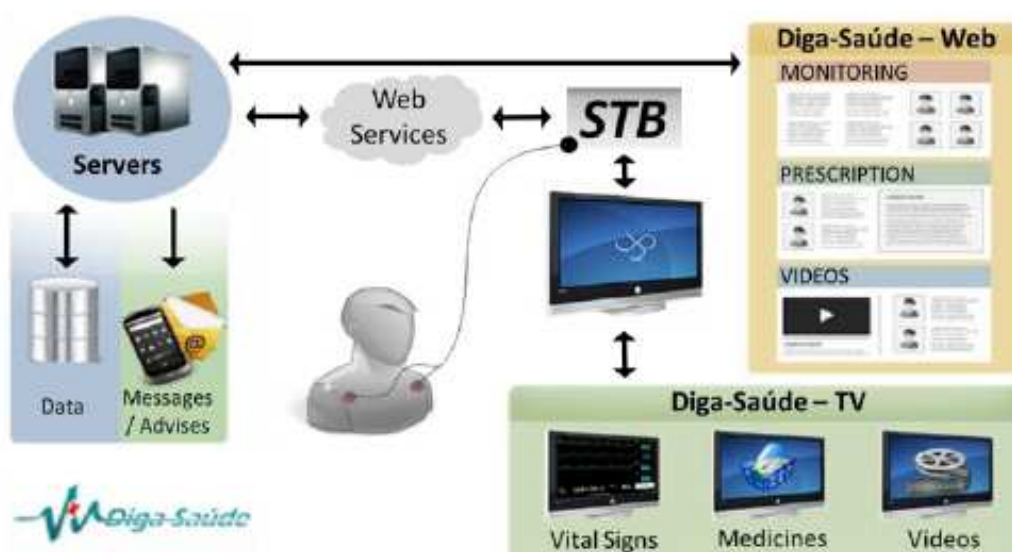 Servers
Data
Messages
/ Advises
Web
Services
STB
Diga-Saúde – Web
MONITORING
PRESCRIPTION
VIDEOS
Diga-Saúde – TV
Vital Signs
Medicines
Vídeos
Diga-Saúde